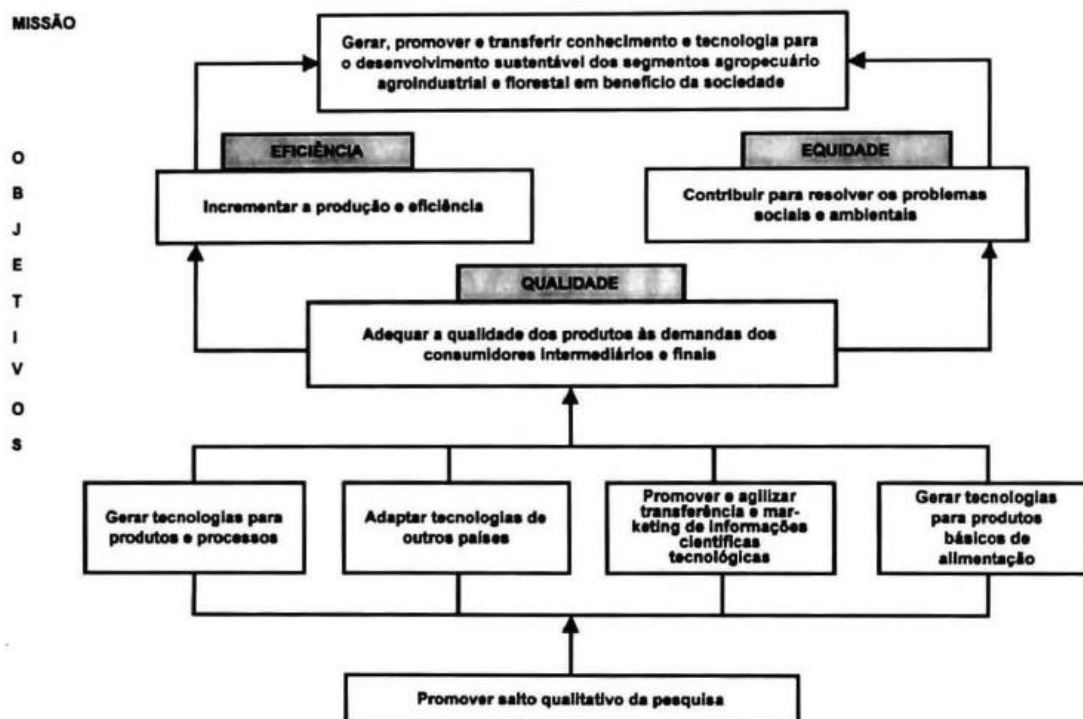 MISSÃO
Gerar, promover e transferir conhecimento e tecnologia para
o desenvolvimento sustentável dos segmentos agropecuário
agroindustrial e florestal em benefício da sociedade
O
B
J
E
T
I
V
O
S
EFICIÊNCIA
Incrementar a produção e eficiência
EQUIDADE
Contribuir para resolver os problemas
sociais e ambientais
QUALIDADE
Adequar a qualidade dos produtos às demandas dos
consumidores intermediários e finais
Gerar tecnologias para
produtos e processos
Adaptar tecnologias de
outros países
Promover e agilizar
transferência e mar-
keting de informações
científicas
tecnológicas
Gerar tecnologias
para produtos
básicos de
alimentação
Promover salto qualitativo da pesquisa